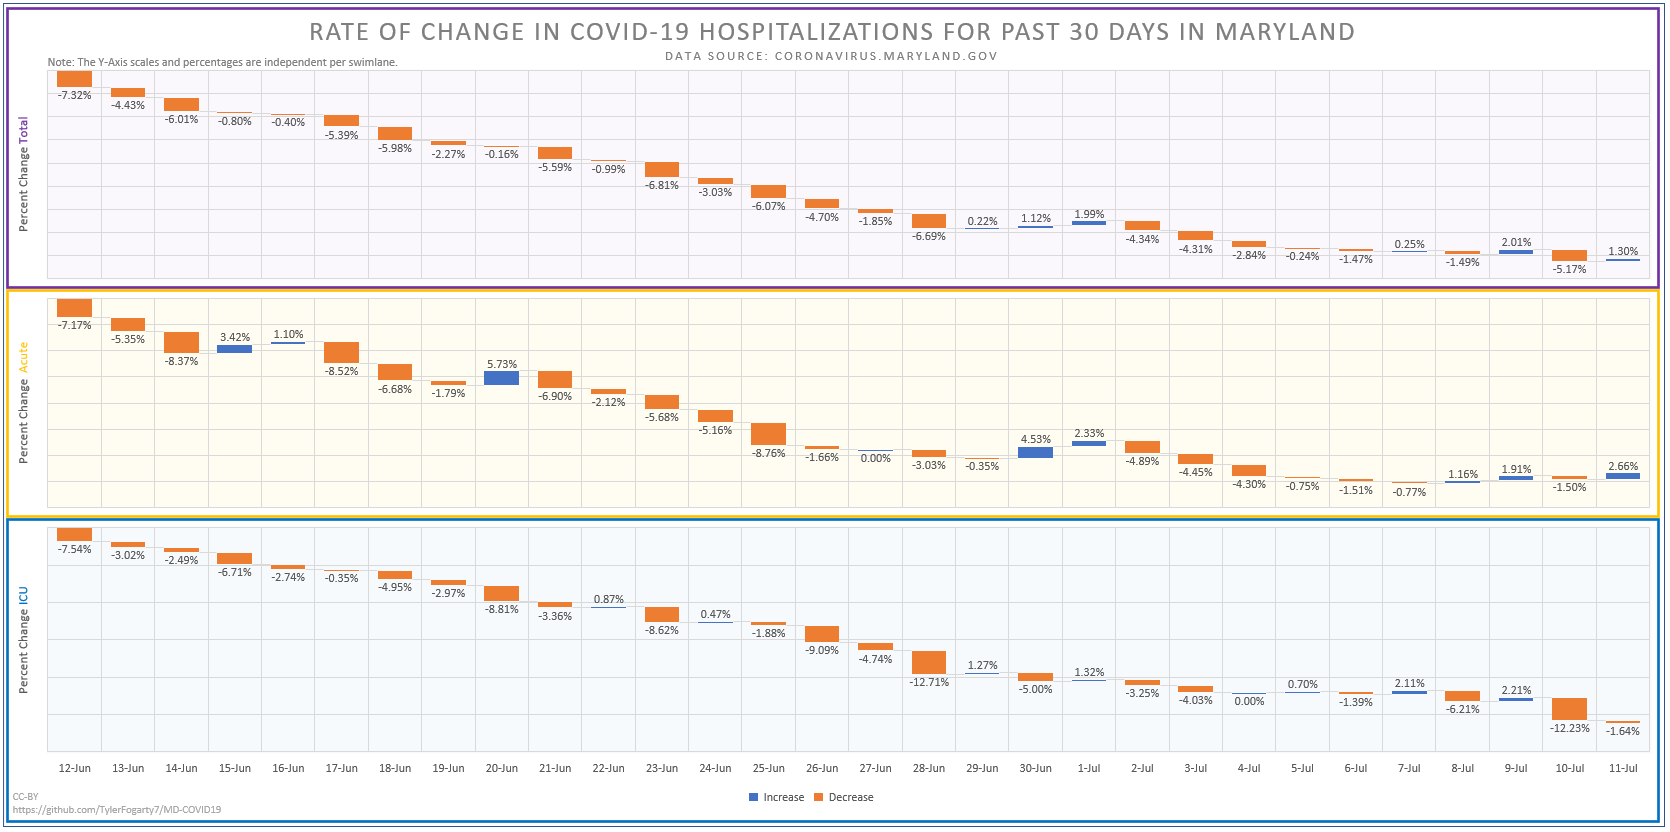 RATE OF CHANGE IN COVID-19 HOSPITALIZATIONS FOR PAST 30 DAYS IN MARYLAND
DATA SOURCE: CORONAVIRUS.MARYLAND.GOV
Note: The Y-Axis scales and percentages are independent per swimlane.
Percent Change Total
-7.32% -4.43% -6.01% -0.80% -0.40% -5.39% -5.98% -2.27% -0.16% -5.59% -0.99% -6.81% -3.03% -6.07% -4.70% -1.85% -6.69% 0.22% 1.12% 1.99% -4.34% -4.31% -2.84% -0.24% -1.47% 0.25% -1.49% 2.01% -5.17% 1.30%
Percent Change Acute
-7.17% -5.35% -8.37% 3.42% 1.10% -8.52% -6.68% -1.79% 5.73% -6.90% -2.12% -5.68% -5.16% -8.76% -1.66% 0.00% -3.03% -0.35% 4.53% 2.33% -4.89% -4.45% -4.30% -0.75% -1.51% -0.77% 1.16% 1.91% -1.50% 2.66%
Percent Change ICU
-7.54% -3.02% -2.49% -6.71% -2.74% -0.35% -4.95% -2.97% -8.81% -3.36% 0.87% -8.62% 0.47% -1.88% -9.09% -4.74% -12.71% 1.27% -5.00% 1.32% -3.25% -4.03% 0.00% 0.70% -1.39% 2.11% -6.21% 2.21% -12.23% -1.64%
12-Jun 13-Jun 14-Jun 15-Jun 16-Jun 17-Jun 18-Jun 19-Jun 20-Jun 21-Jun 22-Jun 23-Jun 24-Jun 25-Jun 26-Jun 27-Jun 28-Jun 29-Jun 30-Jun 1-Jul 2-Jul 3-Jul 4-Jul 5-Jul 6-Jul 7-Jul 8-Jul 9-Jul 10-Jul 11-Jul
Increase Decrease
CC-BY
https://github.com/TylerFogarty7/MD-COVID19